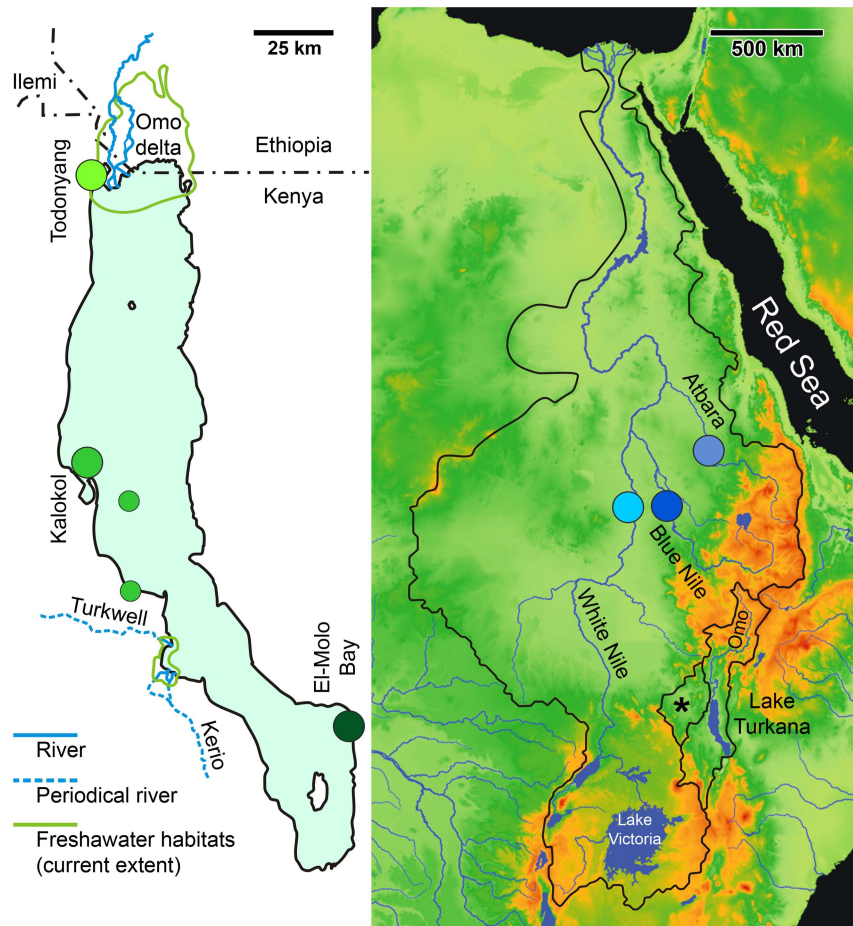 25 km
Ilemi
Omo
delta
Ethiopia
Kenya
Todonyang
Kalokol
Turkwell
El-Molo
Bay
Kerio
River
Periodical river
Freshawater habitats
(current extent)
500 km
Red Sea
Atbara
Blue Nile
White Nile
Omo
*
Lake
Turkana
Lake
Victoria